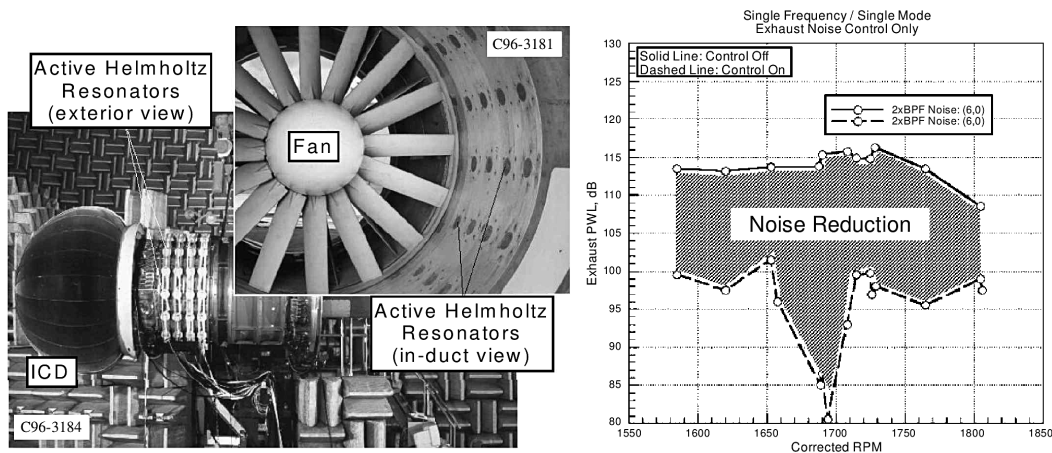 Active Helmholtz
Resonators
(exterior view)
C96-3181
Fan
Active Helmholtz
Resonators
(in-duct view)
ICD
C96-3184
Single Frequency / Single Mode
Exhaust Noise Control Only
Solid Line: Control Off
Dashed Line: Control On
2xBPF Noise: (6,0)
2xBPF Noise: (6,0)
Noise Reduction
Exhaust PWL, dB
130
125
120
115
110
105
100
95
90
85
80
1550
1600
1650
1700
1750
1800
1850
Corrected RPM